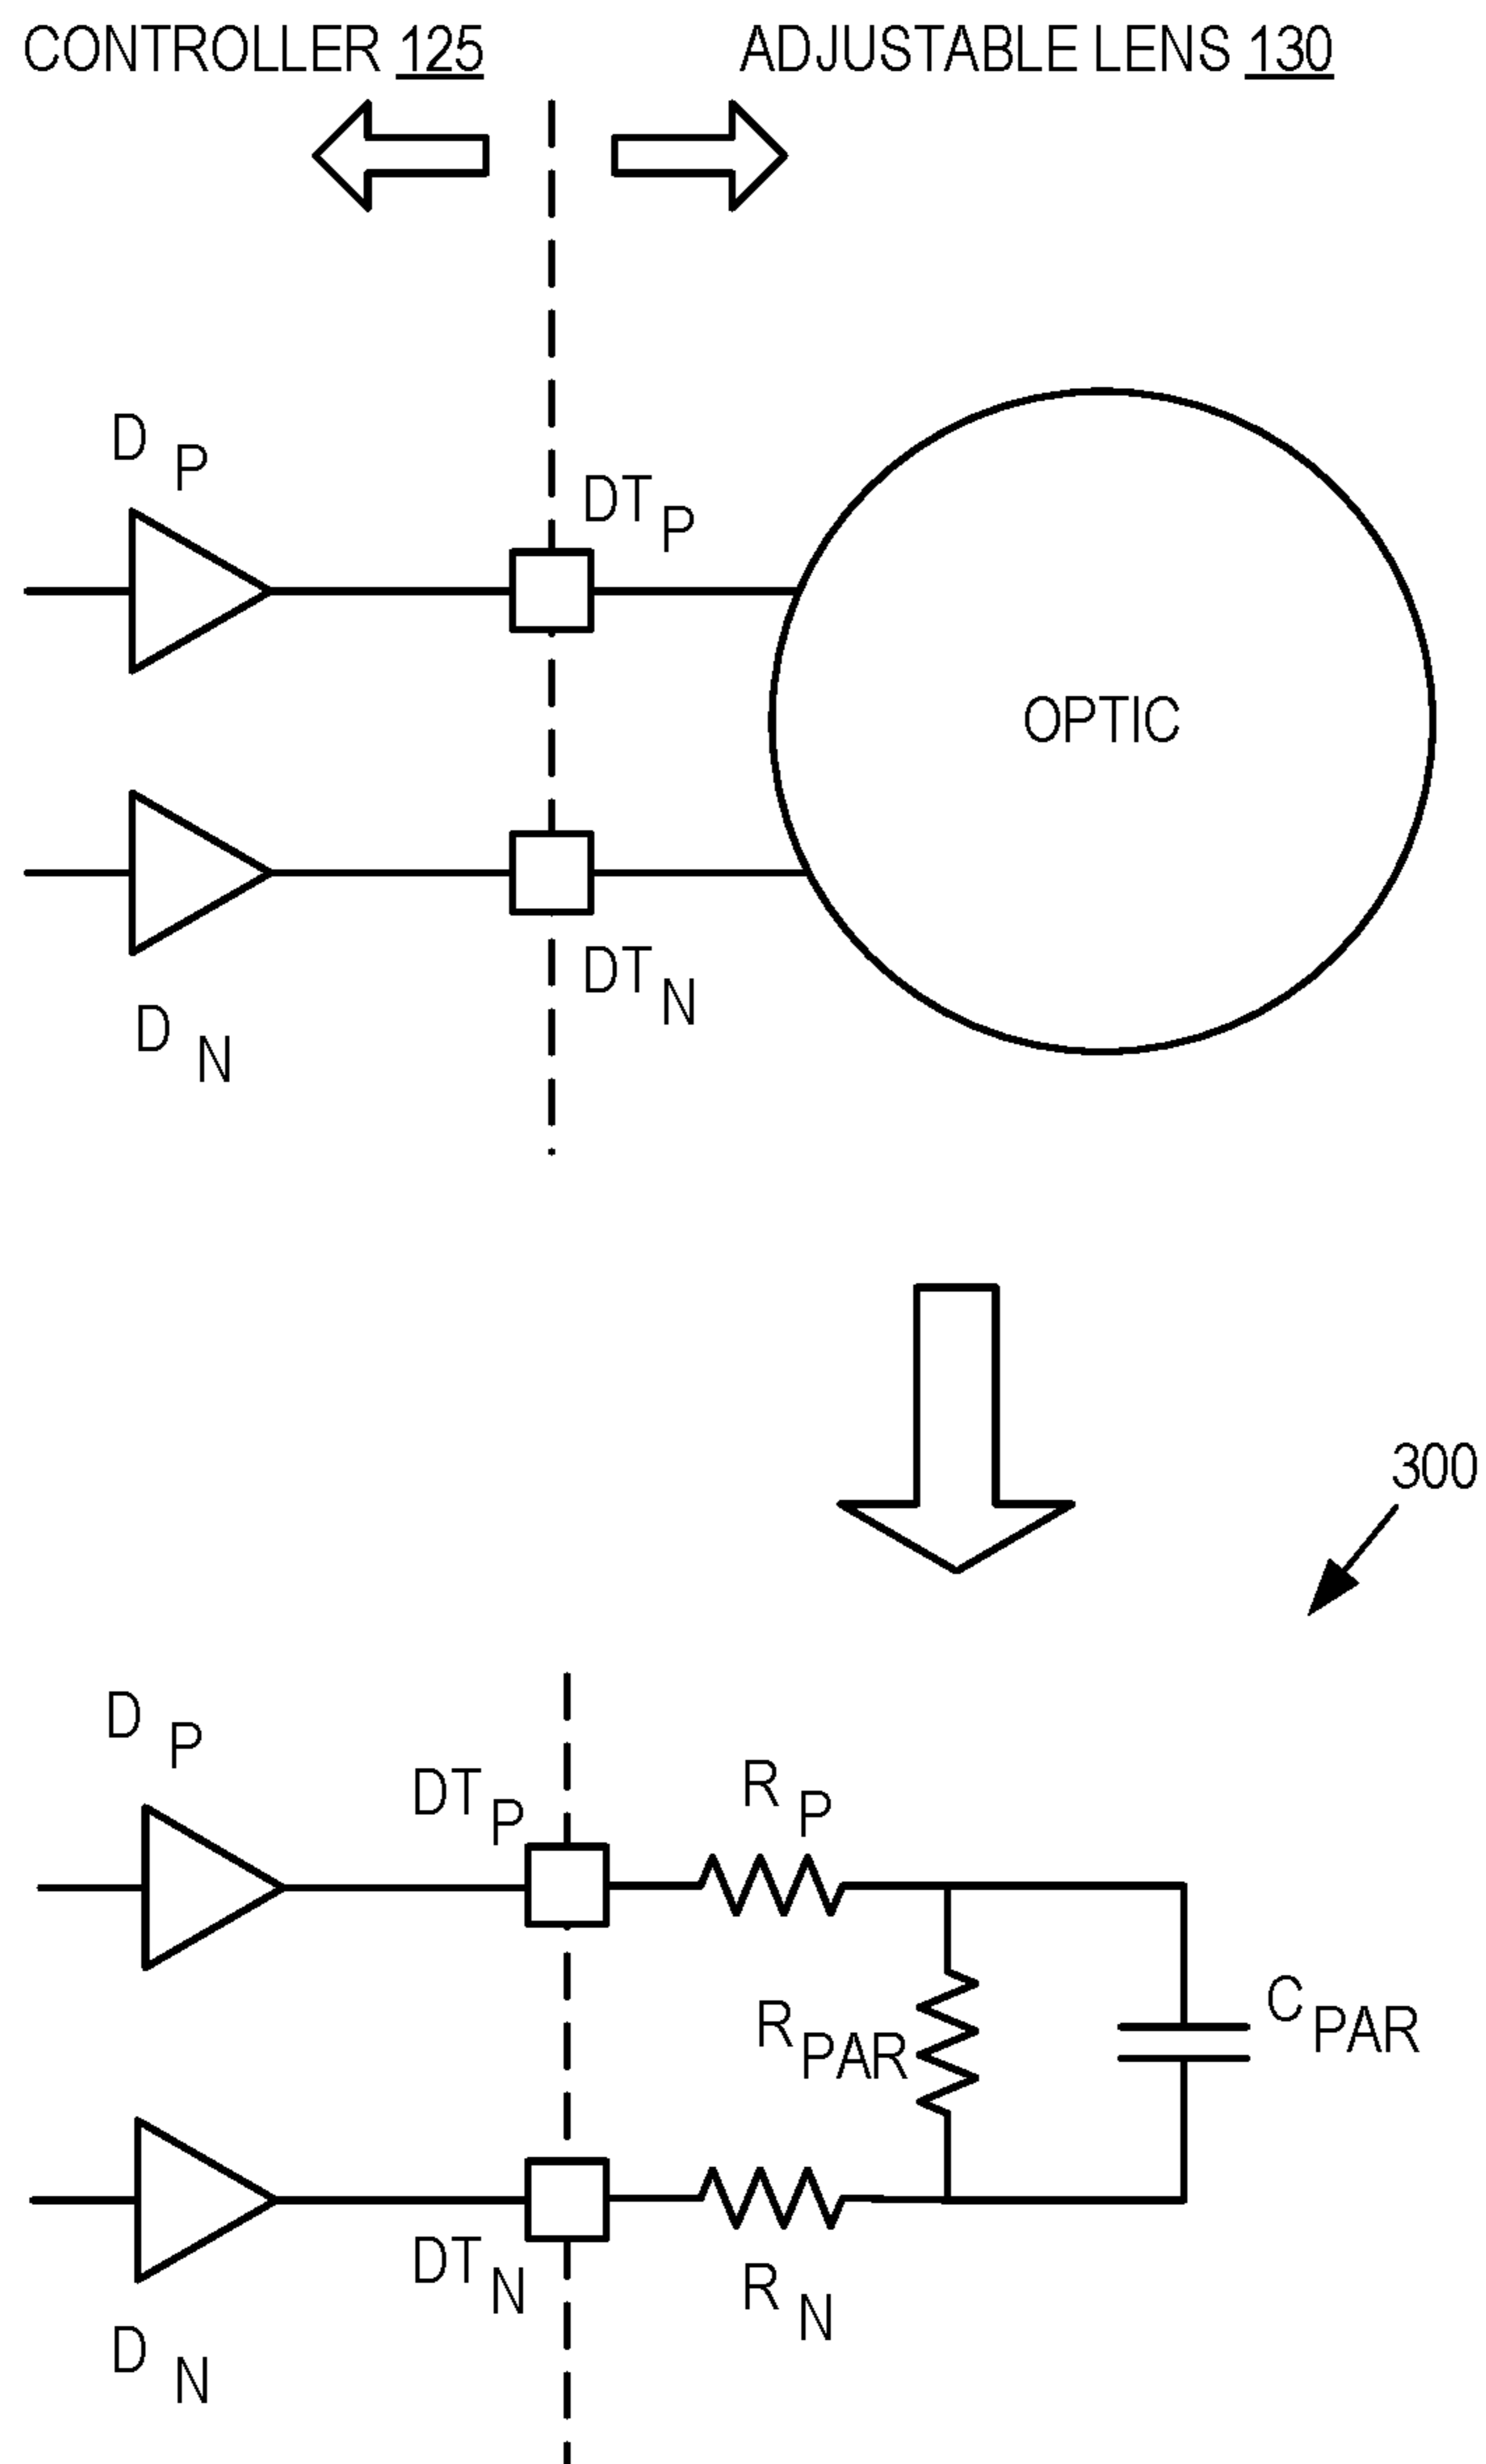 CONTROLLER 125
ADJUSTABLE LENS 130
D P
DT P
OPTIC
DT N
D N
300
D P
DT P
R P
C PAR
R PAR
DT N
R N
D N